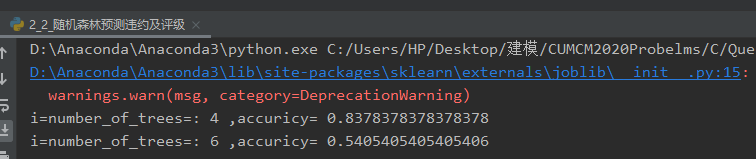 2_2_随机森林预测违约及评级 ×
D:\Anaconda\Anaconda3\python.exe C:/Users/HP/Desktop/建模/CUMCM2020Probelms/C/Que
D:\Anaconda\Anaconda3\lib\site-packages\sklearn\externals\joblib\__init__.py:15:
warnings.warn(msg, category=DeprecationWarning)
i=number_of_trees=: 4 ,accuricy= 0.8378378378378378
i=number_of_trees=: 6 ,accuricy= 0.5405405405405406